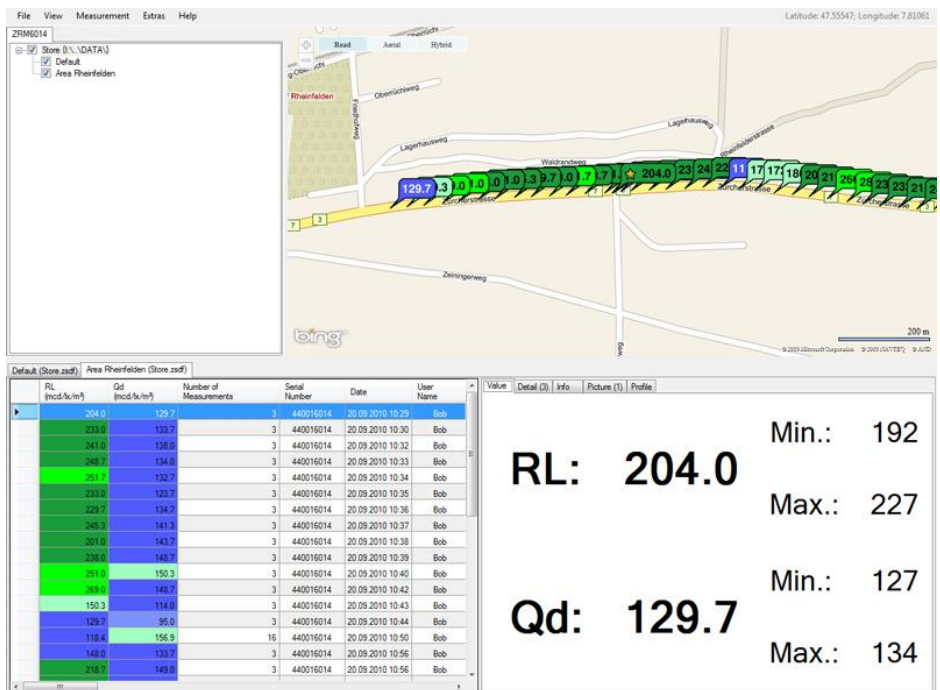 File View Measurement Extras Help
Latitude: 47.55547; Longitude: 7.81061
ZRM6014
Store (I:\..\DATA\)
Default
Area Rheinfelden
Road Aerial Hybrid
Rheinfelden
Friedhofweg
Oberrüchiweg
Lagerhausweg
Lagerhausweg
Rheinfelderstrasse
Waldrandweg
129.7
204.0 23 24 22 11 17
Zürcherstrasse
Zürcherstrasse
Zürcherstrasse
7
3
7
3
Zeiningerweg
bing
200 m
Default (Store.zsdf) Area Rheinfelden (Store.zsdf)
RL (mcd/lx/m²) Qd (mcd/lx/m²) Number of Measurements Serial Number Date User Name
204.0 129.7 3 440016014 20.09.2010 10:29 Bob
233.0 133.7 3 440016014 20.09.2010 10:30 Bob
241.0 138.0 3 440016014 20.09.2010 10:32 Bob
248.7 134.0 3 440016014 20.09.2010 10:33 Bob
251.7 132.7 3 440016014 20.09.2010 10:34 Bob
233.0 123.7 3 440016014 20.09.2010 10:35 Bob
229.7 134.7 3 440016014 20.09.2010 10:36 Bob
245.3 141.3 3 440016014 20.09.2010 10:37 Bob
201.0 143.7 3 440016014 20.09.2010 10:38 Bob
238.0 148.7 3 440016014 20.09.2010 10:39 Bob
251.0 150.3 3 440016014 20.09.2010 10:40 Bob
269.0 148.7 3 440016014 20.09.2010 10:42 Bob
150.3 114.0 3 440016014 20.09.2010 10:43 Bob
129.7 95.0 3 440016014 20.09.2010 10:44 Bob
118.4 156.9 16 440016014 20.09.2010 10:50 Bob
148.0 133.7 3 440016014 20.09.2010 10:56 Bob
218.7 149.0 3 440016014 20.09.2010 10:56 Bob
Value Detail (3) Info Picture (1) Profile
RL: 204.0
Min.: 192
Max.: 227
Qd: 129.7
Min.: 127
Max.: 134